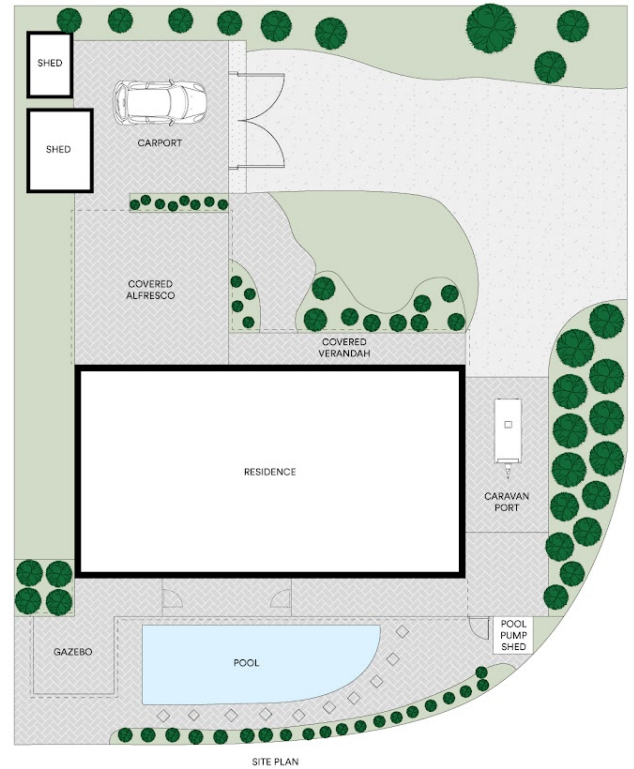 SHED
SHED
CARPORT
COVERED
ALFRESCO
COVERED
VERANDAH
RESIDENCE
CARAVAN
PORT
POOL
PUMP
SHED
GAZEBO
POOL
SITE PLAN